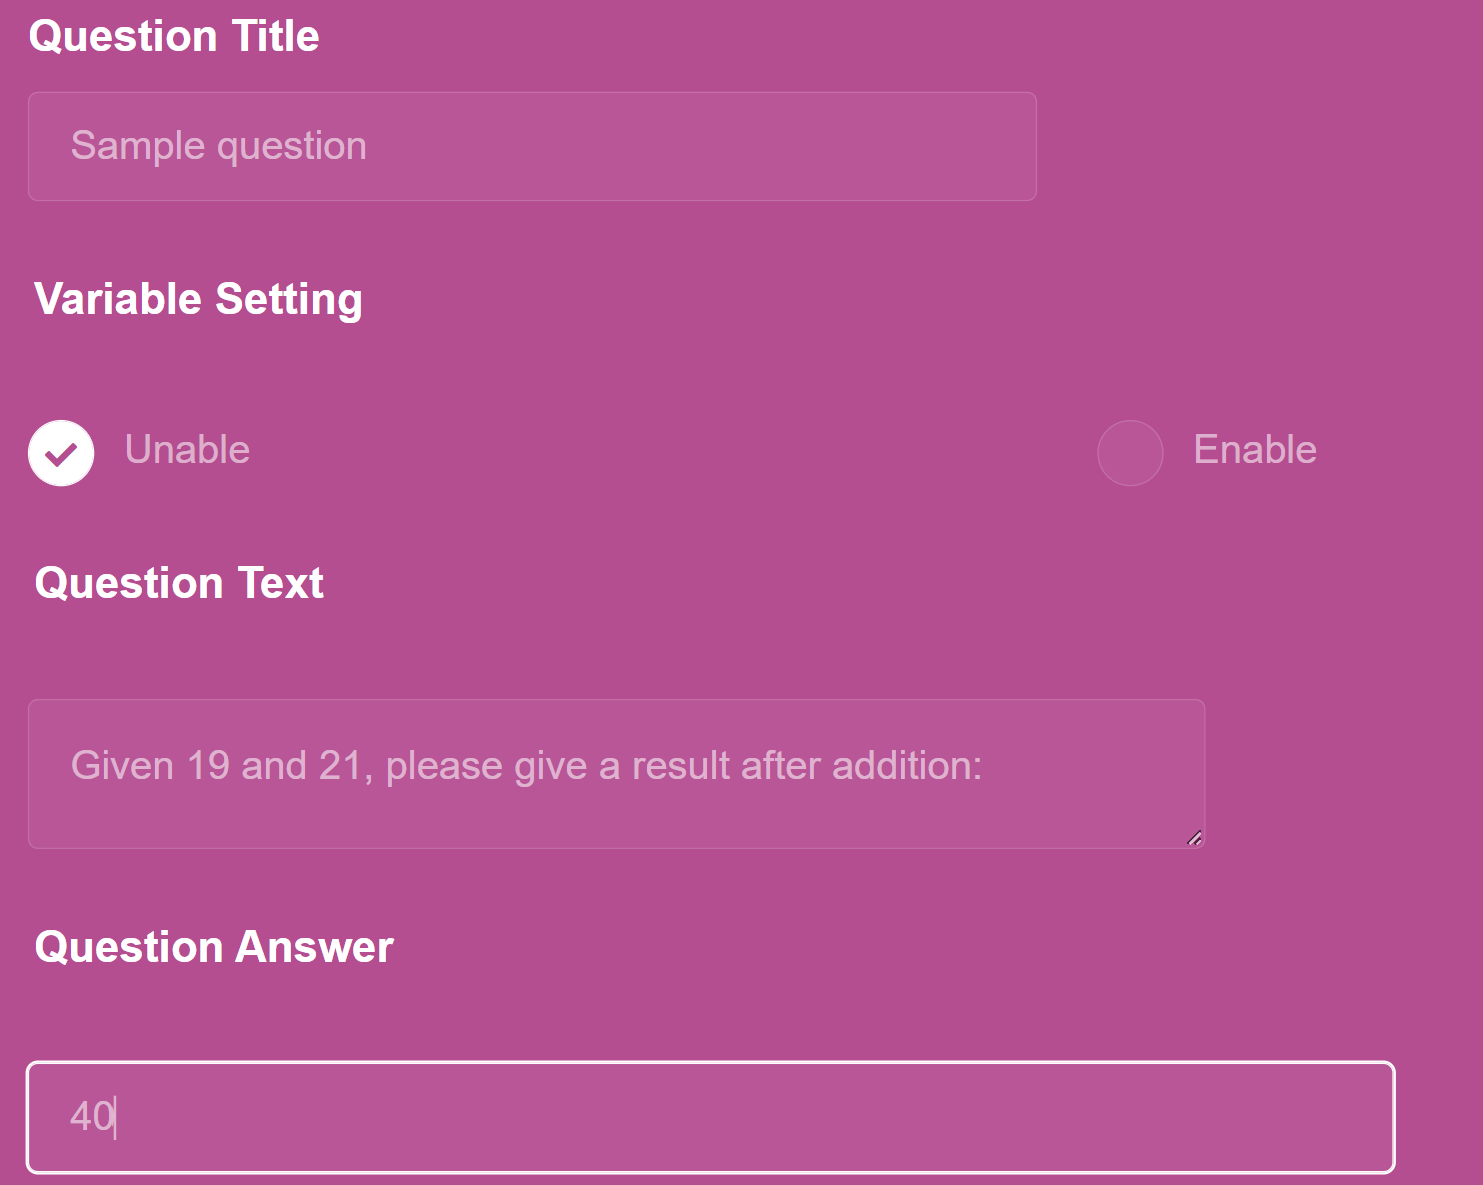 Question Title
Sample question
Variable Setting
Unable
Enable
Question Text
Given 19 and 21, please give a result after addition:
Question Answer
40